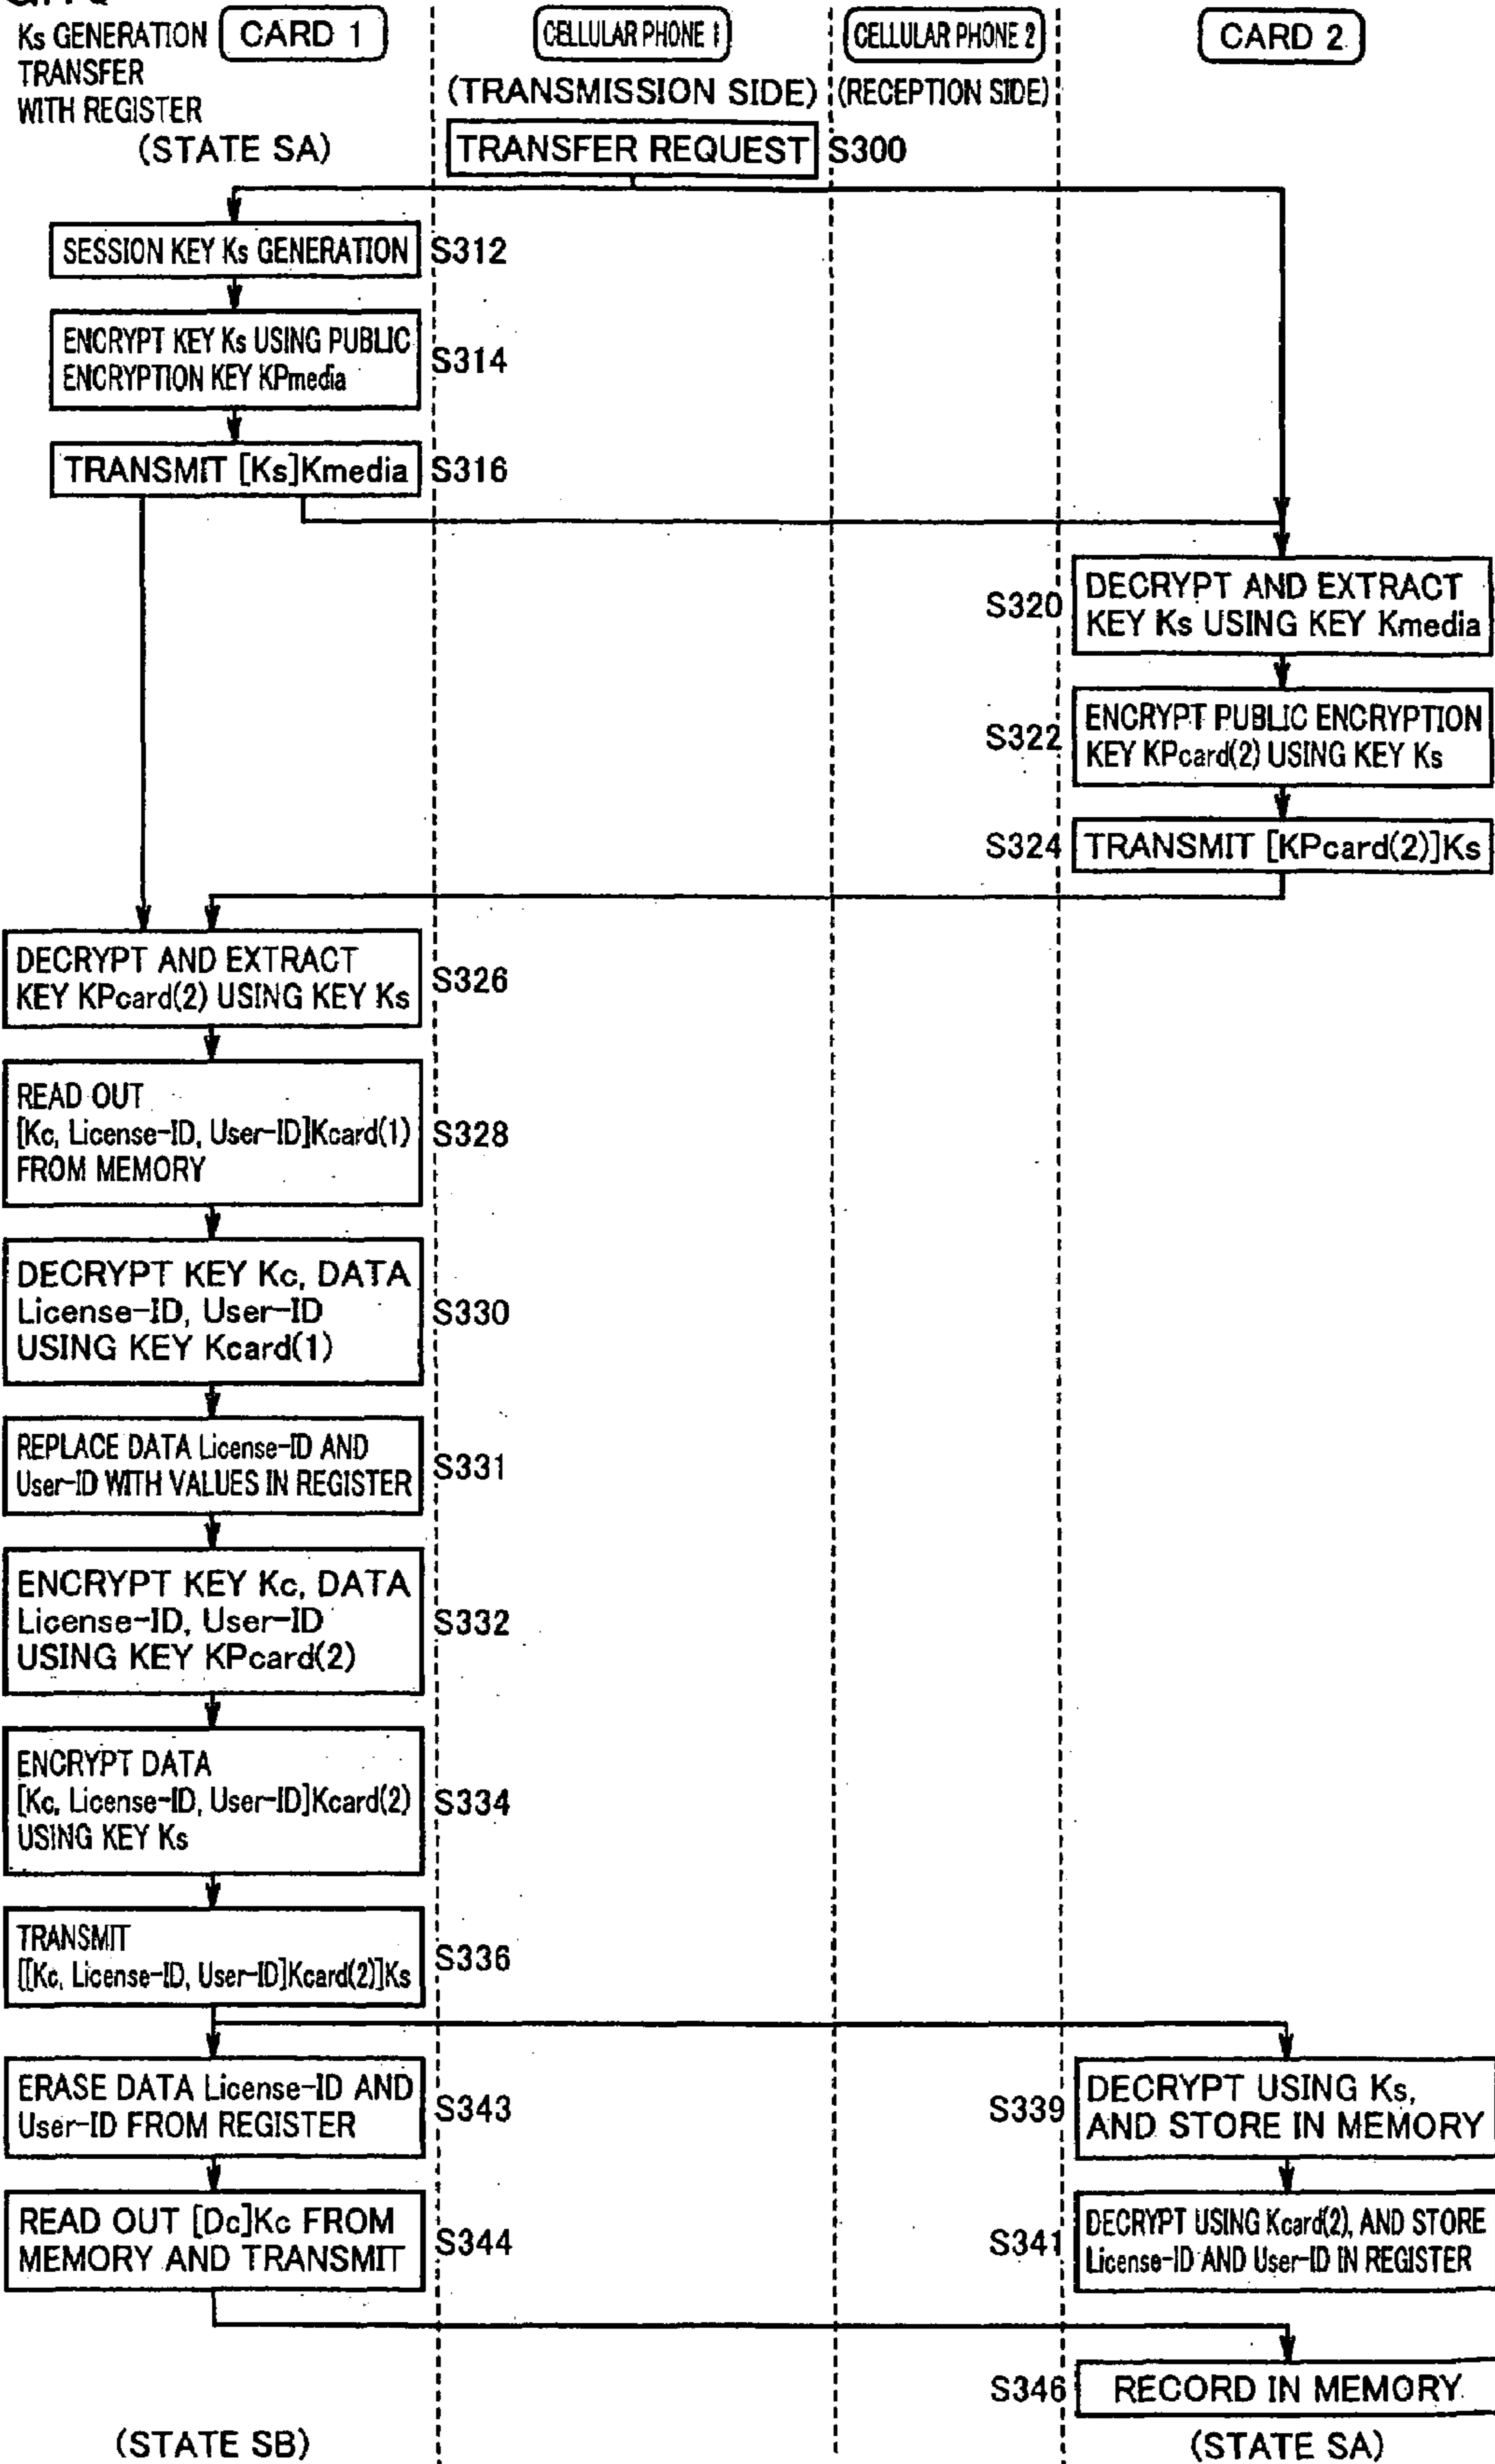 Ks GENERATION
TRANSFER
WITH REGISTER
CARD 1
CELLULAR PHONE 1
CELLULAR PHONE 2
CARD 2
(TRANSMISSION SIDE)
(RECEPTION SIDE)
(STATE SA)
TRANSFER REQUEST
S300
SESSION KEY Ks GENERATION
S312
ENCRYPT KEY Ks USING PUBLIC
ENCRYPTION KEY KPmedia
S314
TRANSMIT [Ks]Kmedia
S316
S320
DECRYPT AND EXTRACT
KEY Ks USING KEY Kmedia
S322
ENCRYPT PUBLIC ENCRYPTION
KEY KPcard(2) USING KEY Ks
S324
TRANSMIT [KPcard(2)]Ks
DECRYPT AND EXTRACT
KEY KPcard(2) USING KEY Ks
S326
READ OUT
[Kc, License-ID, User-ID]Kcard(1)
FROM MEMORY
S328
DECRYPT KEY Kc, DATA
License-ID, User-ID
USING KEY Kcard(1)
S330
REPLACE DATA License-ID AND
User-ID WITH VALUES IN REGISTER
S331
ENCRYPT KEY Kc, DATA
License-ID, User-ID
USING KEY KPcard(2)
S332
ENCRYPT DATA
[Kc, License-ID, User-ID]Kcard(2)
USING KEY Ks
S334
TRANSMIT
[[Kc, License-ID, User-ID]Kcard(2)]Ks
S336
ERASE DATA License-ID AND
User-ID FROM REGISTER
S343
S339
DECRYPT USING Ks,
AND STORE IN MEMORY
READ OUT [Dc]Kc FROM
MEMORY AND TRANSMIT
S344
S341
DECRYPT USING Kcard(2), AND STORE
License-ID AND User-ID IN REGISTER
S346
RECORD IN MEMORY
(STATE SB)
(STATE SA)